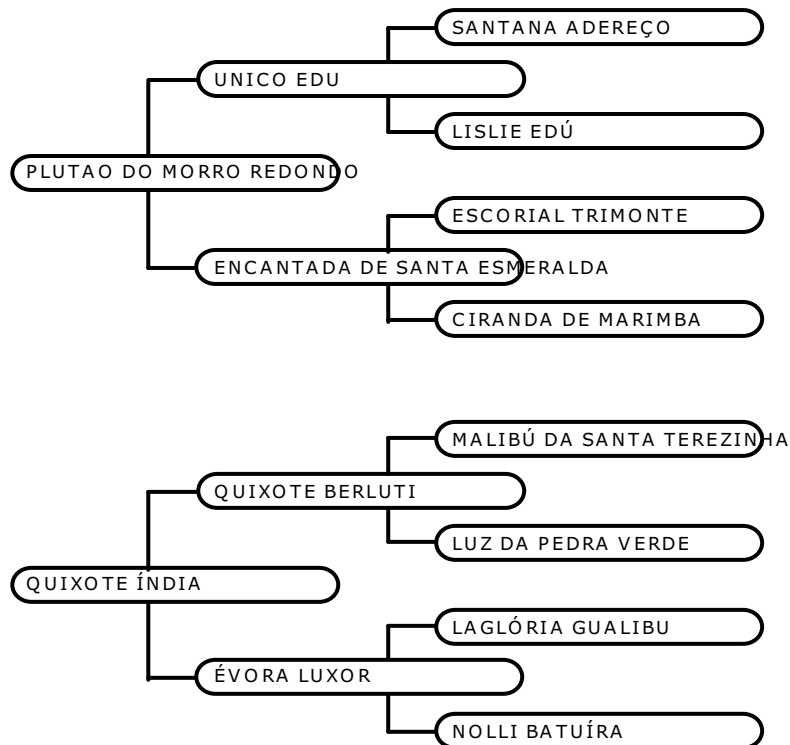 SANTANA ADEREÇO
UNICO EDU
LISLIE EDÚ
PLUTAO DO MORRO REDONDO
ESCORIAL TRIMONTE
ENCANTADA DE SANTA ESMERALDA
CIRANDA DE MARIMBA
MALIBÚ DA SANTA TEREZINHA
QUIXOTE BERLUTI
LUZ DA PEDRA VERDE
QUIXOTE ÍNDIA
LAGLÓRIA GUALIBU
ÉVORA LUXOR
NOLLI BATUÍRA